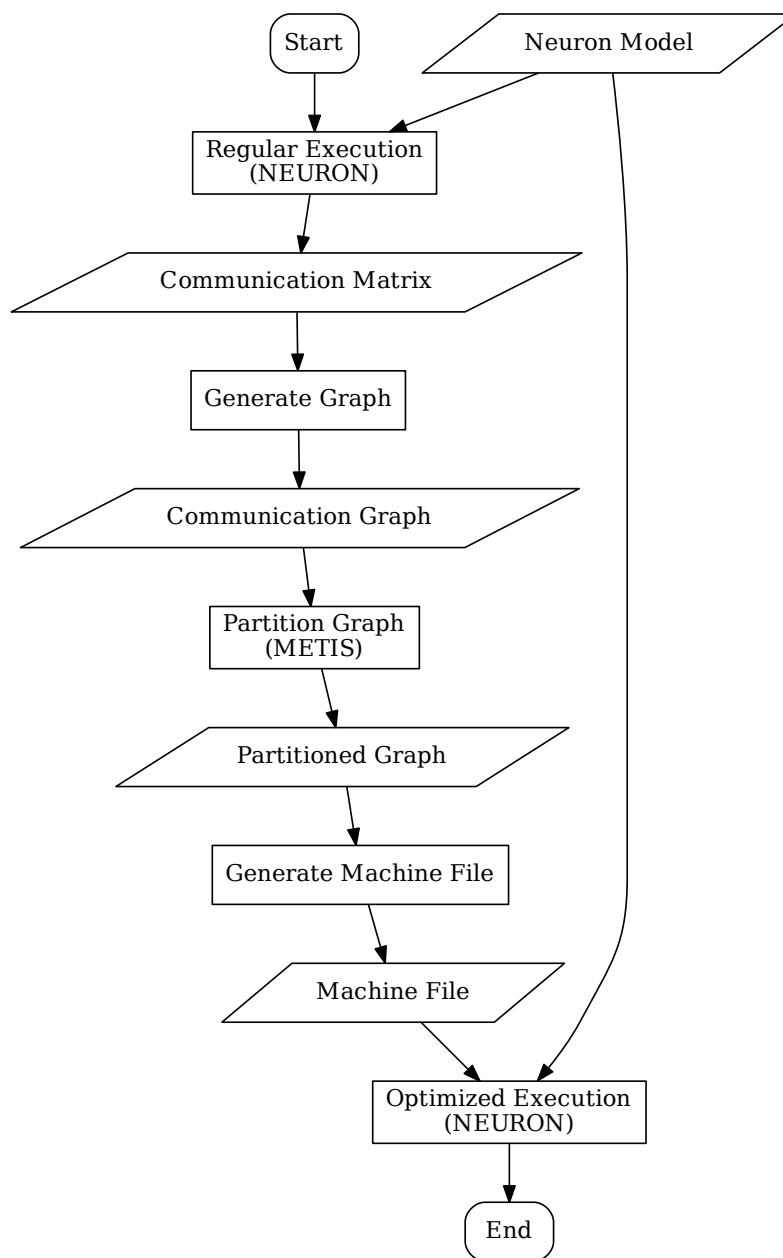 Start
Neuron Model
Regular Execution
(NEURON)
Communication Matrix
Generate Graph
Communication Graph
Partition Graph
(METIS)
Partitioned Graph
Generate Machine File
Machine File
Optimized Execution
(NEURON)
End